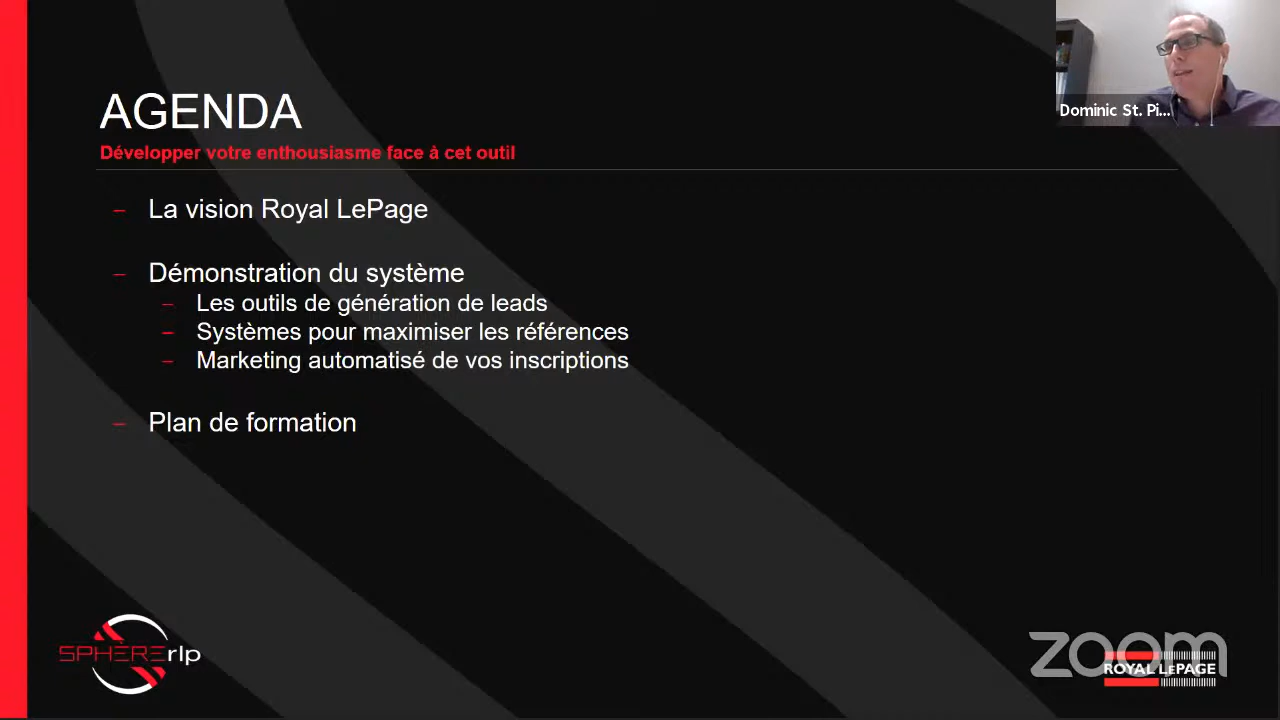 Dominic St. Pi...
AGENDA
Développer votre enthousiasme face à cet outil
– La vision Royal LePage
– Démonstration du système
– Les outils de génération de leads
– Systèmes pour maximiser les références
– Marketing automatisé de vos inscriptions
– Plan de formation
SPHÈRErlp
zoom
ROYAL LEPAGE